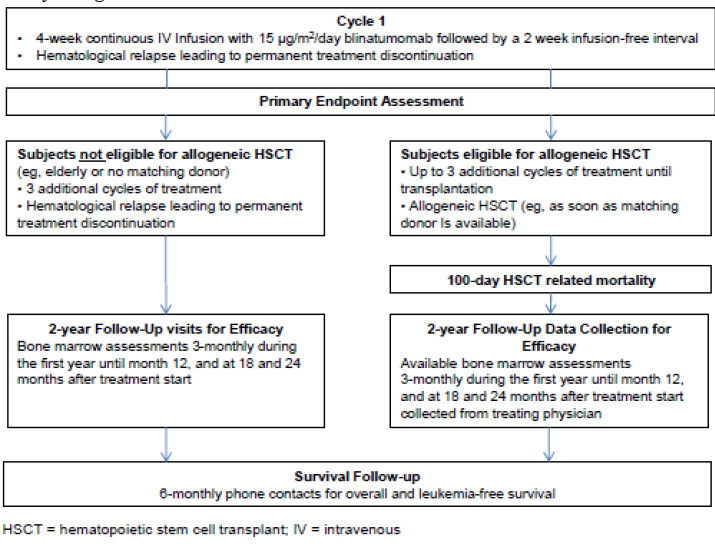 Cycle 1
• 4-week continuous IV Infusion with 15 µg/m²/day blinatumomab followed by a 2 week infusion-free interval
• Hematological relapse leading to permanent treatment discontinuation
Primary Endpoint Assessment
Subjects not eligible for allogeneic HSCT
(eg, elderly or no matching donor)
• 3 additional cycles of treatment
• Hematological relapse leading to permanent
treatment discontinuation
Subjects eligible for allogeneic HSCT
• Up to 3 additional cycles of treatment until
transplantation
• Allogeneic HSCT (eg, as soon as matching
donor Is available)
100-day HSCT related mortality
2-year Follow-Up visits for Efficacy
Bone marrow assessments 3-monthly during
the first year until month 12, and at 18 and 24
months after treatment start
2-year Follow-Up Data Collection for
Efficacy
Available bone marrow assessments
3-monthly during the first year until month 12,
and at 18 and 24 months after treatment start
collected from treating physician
Survival Follow-up
6-monthly phone contacts for overall and leukemia-free survival
HSCT = hematopoietic stem cell transplant; IV = intravenous